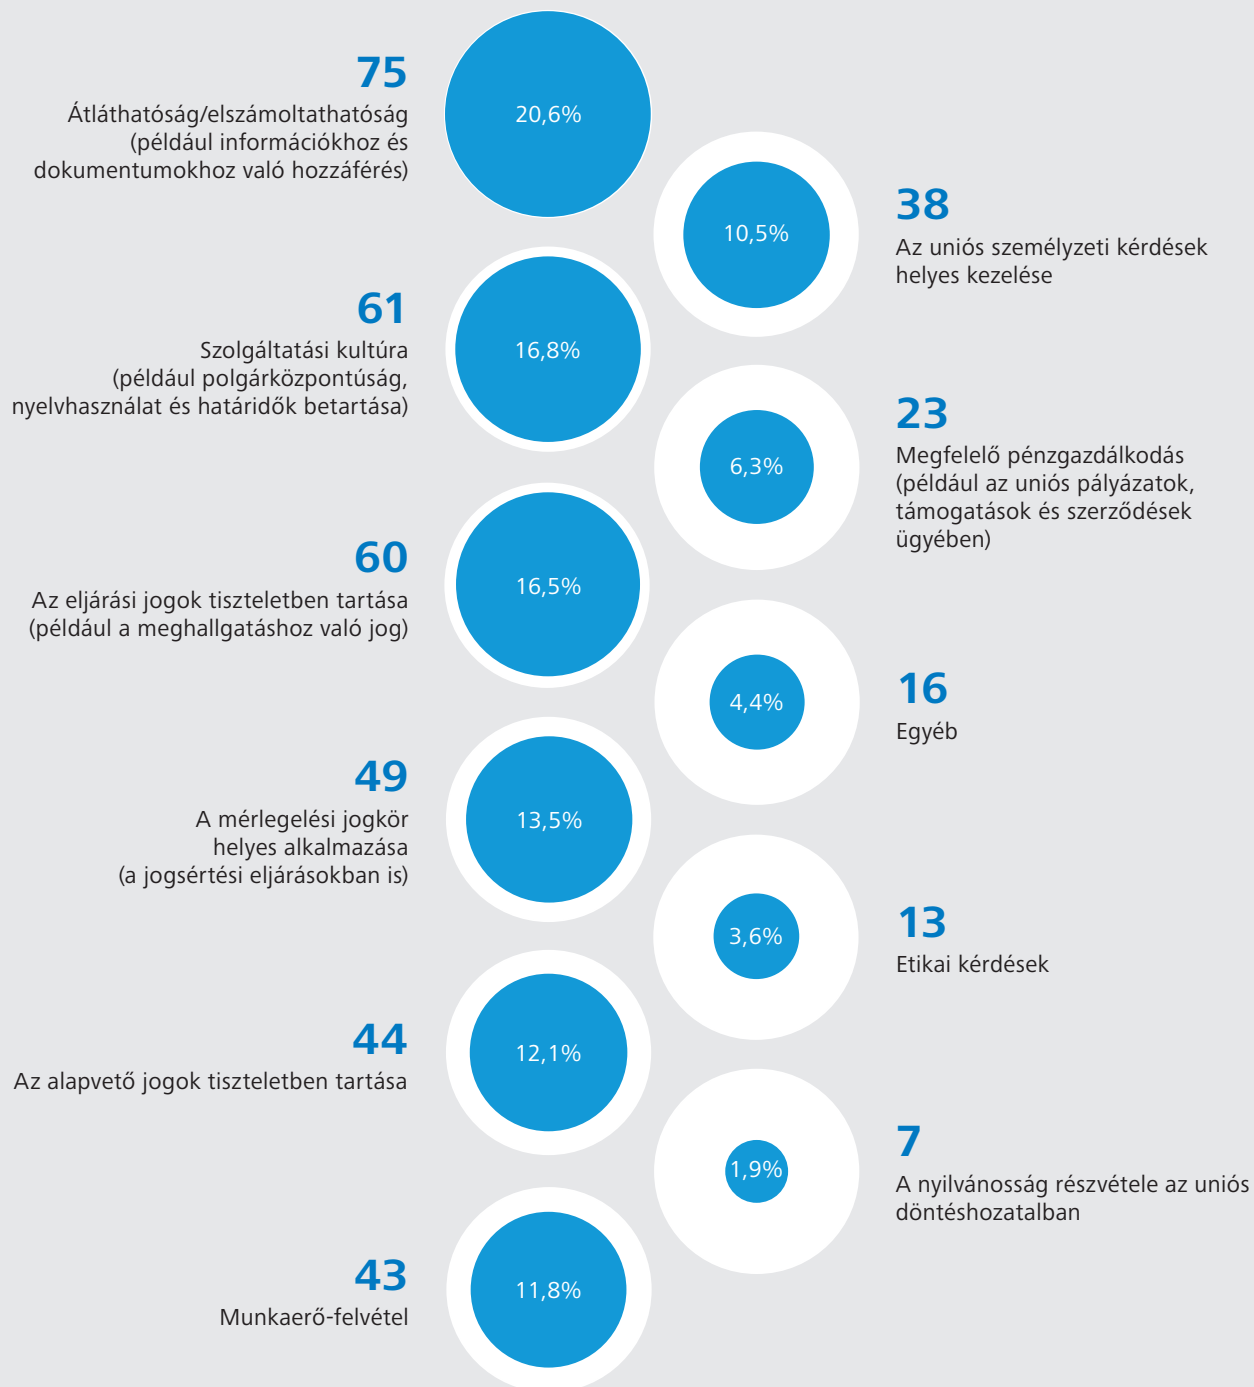 75
Átláthatóság/elszámoltathatóság
(például információkhoz és
dokumentumokhoz való hozzáférés)
20,6%
61
Szolgáltatási kultúra
(például polgárközpontúság,
nyelvhasználat és határidők betartása)
16,8%
60
Az eljárási jogok tiszteletben tartása
(például a meghallgatáshoz való jog)
16,5%
49
A mérlegelési jogkör
helyes alkalmazása
(a jogsértési eljárásokban is)
13,5%
44
Az alapvető jogok tiszteletben tartása
12,1%
43
Munkaerő-felvétel
11,8%
10,5%
38
Az uniós személyzeti kérdések
helyes kezelése
6,3%
23
Megfelelő pénzgazdálkodás
(például az uniós pályázatok,
támogatások és szerződések
ügyében)
4,4%
16
Egyéb
3,6%
13
Etikai kérdések
1,9%
7
A nyilvánosság részvétele az uniós
döntéshozatalban